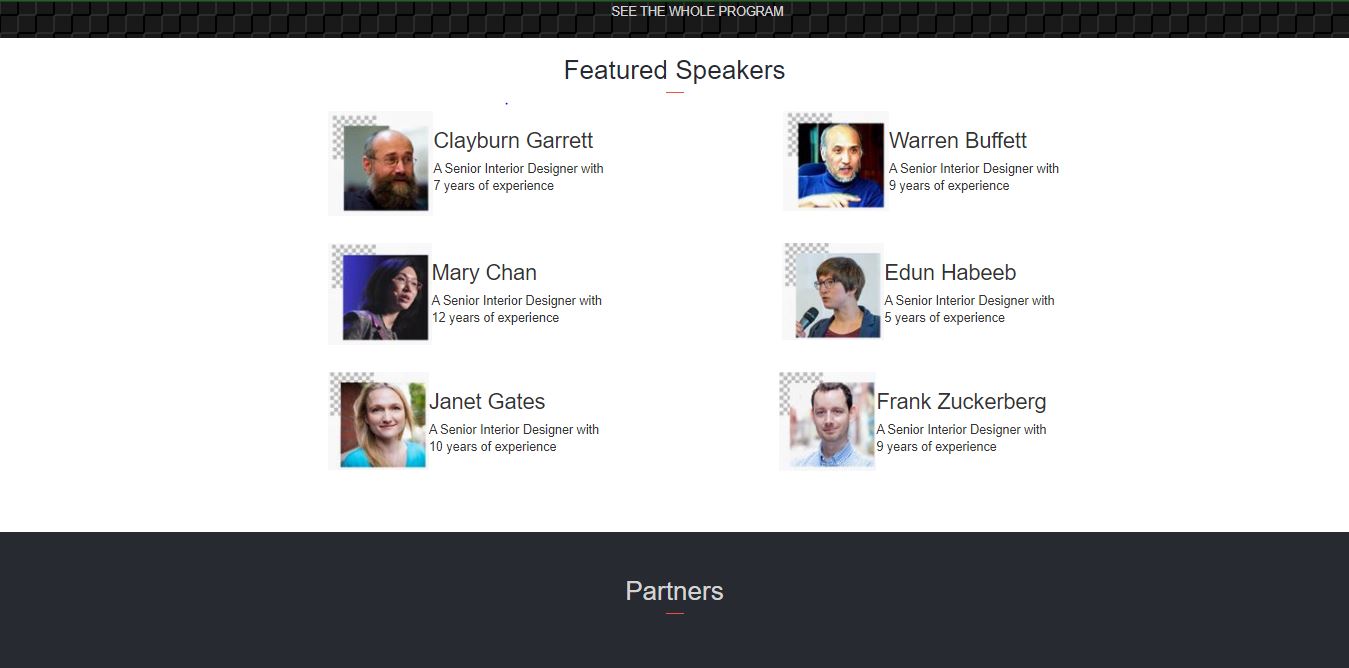 SEE THE WHOLE PROGRAM
Featured Speakers
Clayburn Garrett
A Senior Interior Designer with
7 years of experience
Warren Buffett
A Senior Interior Designer with
9 years of experience
Mary Chan
A Senior Interior Designer with
12 years of experience
Edun Habeeb
A Senior Interior Designer with
5 years of experience
Janet Gates
A Senior Interior Designer with
10 years of experience
Frank Zuckerberg
A Senior Interior Designer with
9 years of experience
Partners